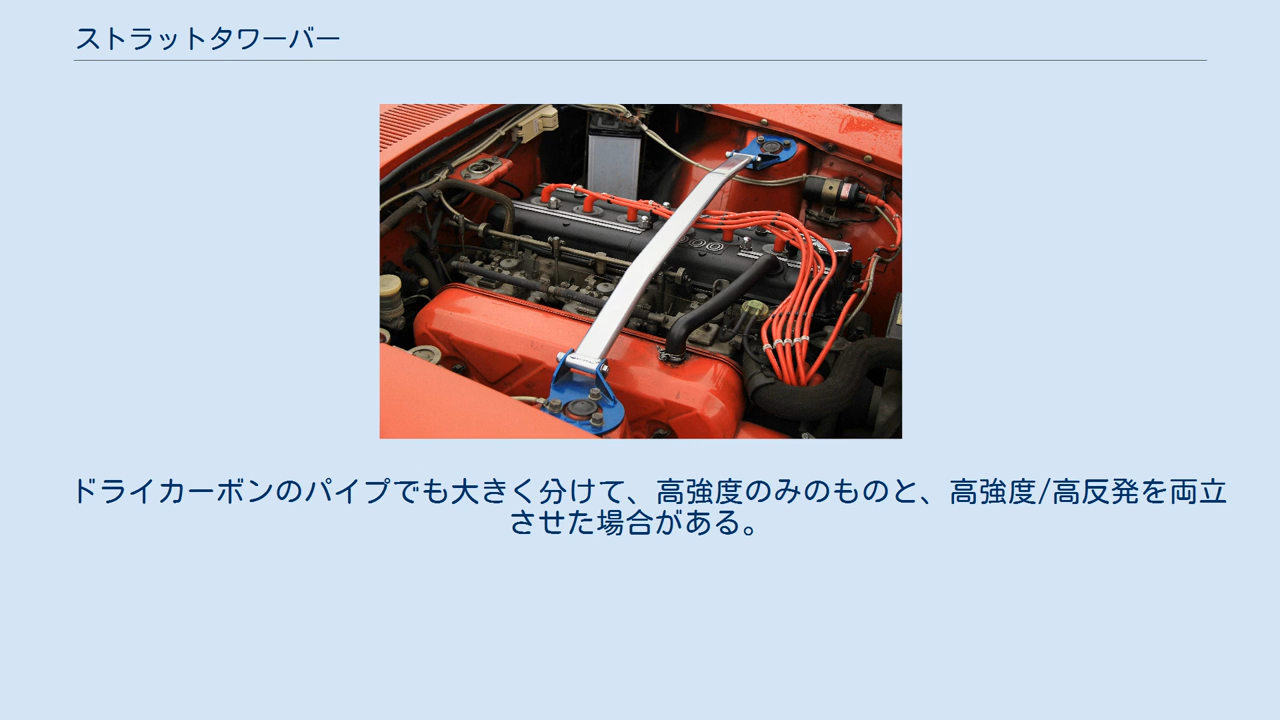 ストラットタワーバー
ドライカーボンのパイプでも大きく分けて、高強度のみのものと、高強度/高反発を両立
させた場合がある。